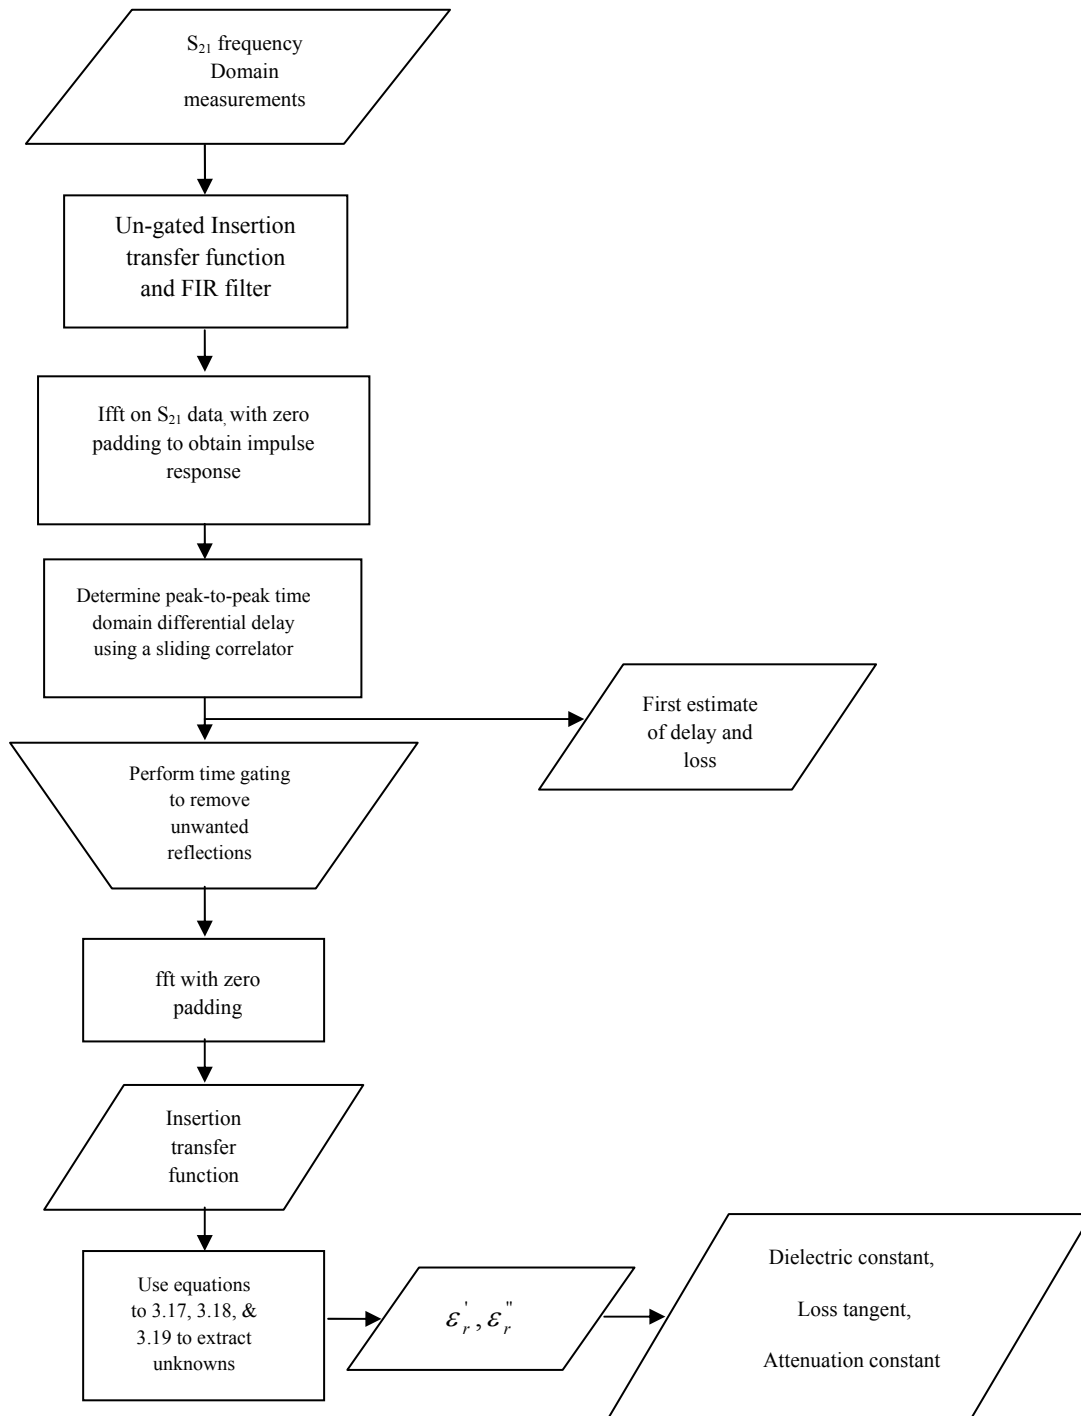 S21 frequency
Domain
measurements
Un-gated Insertion
transfer function
and FIR filter
Ifft on S21 data, with zero
padding to obtain impulse
response
Determine peak-to-peak time
domain differential delay
using a sliding correlator
First estimate
of delay and
loss
Perform time gating
to remove
unwanted
reflections
fft with zero
padding
Insertion
transfer
function
Use equations
to 3.17, 3.18, &
3.19 to extract
unknowns
εr', εr"
Dielectric constant,
Loss tangent,
Attenuation constant